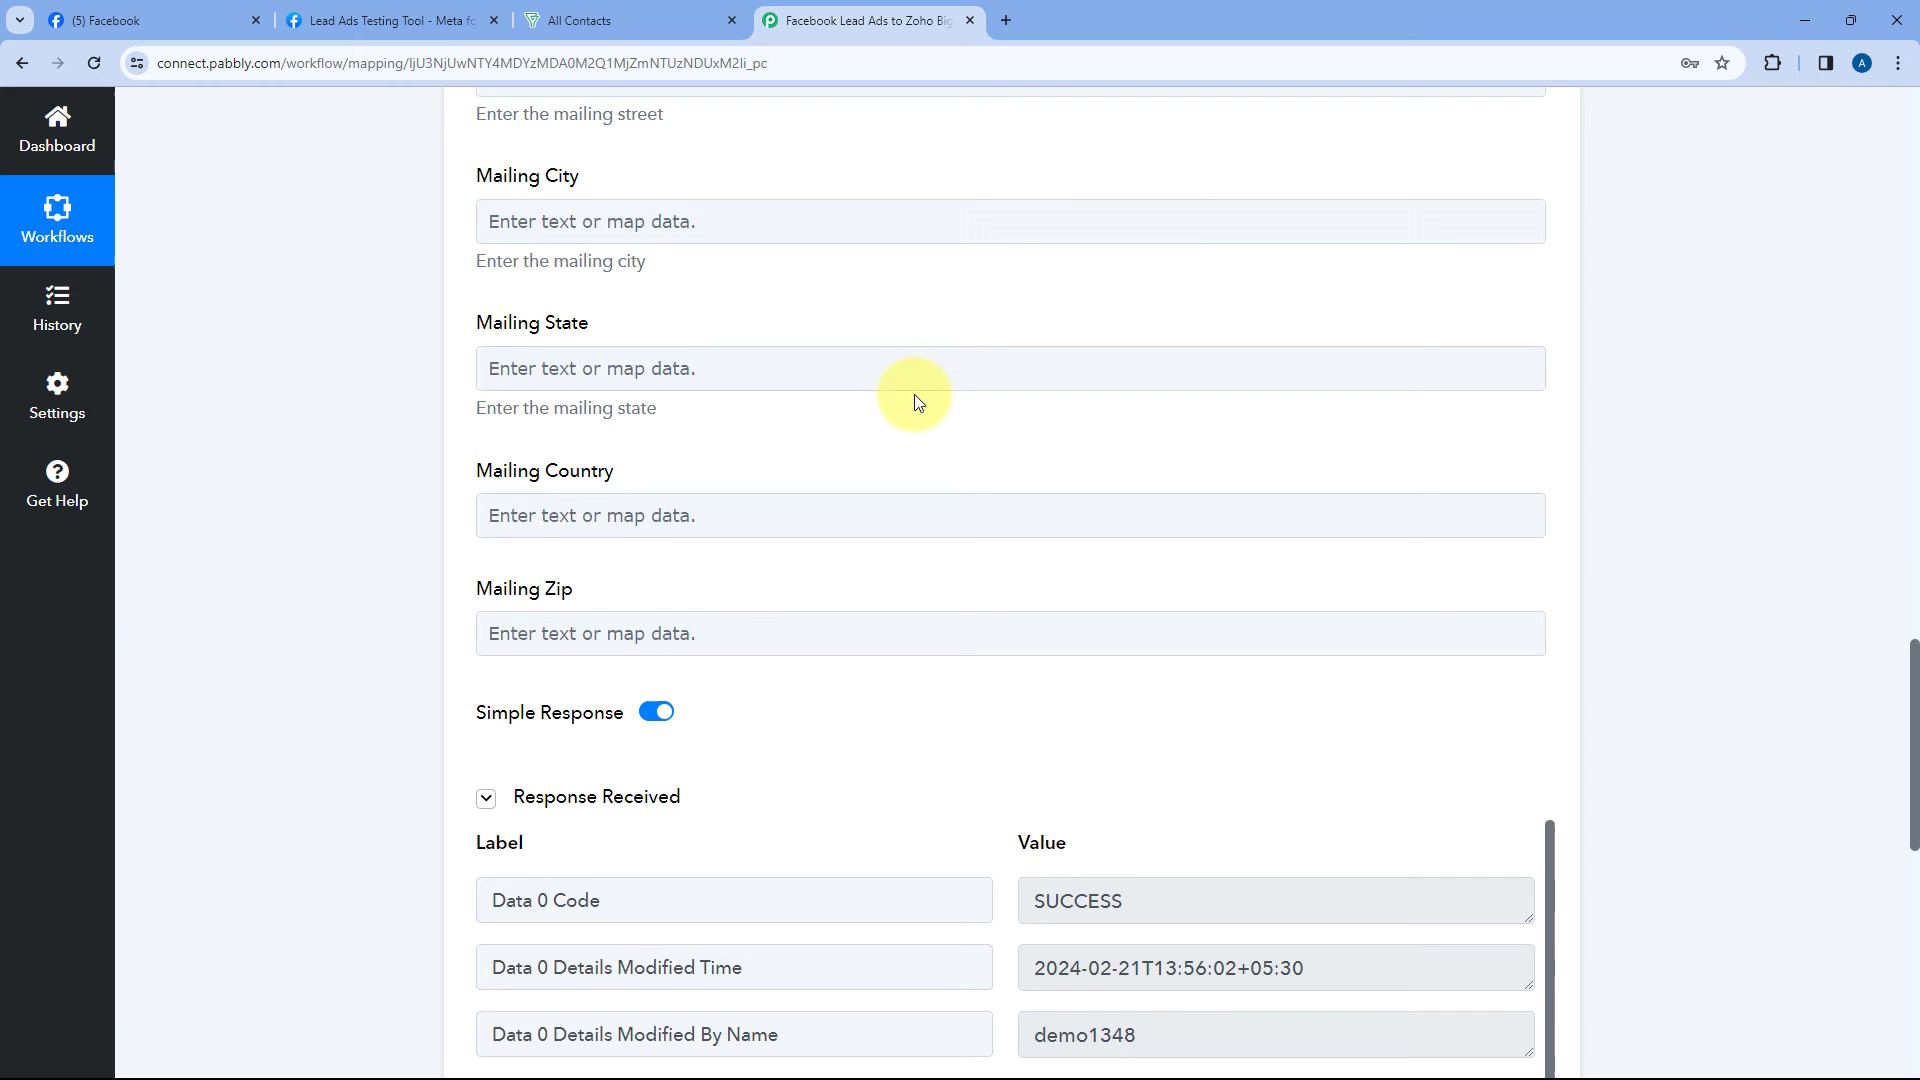 (5) Facebook
Lead Ads Testing Tool - Meta fo
All Contacts
Facebook Lead Ads to Zoho Big
connect.pabbly.com/workflow/mapping/IjU3NjUwNTY4MDYzMDA0M2Q1MjZmNTUzNDUxM2Ii_pc
A
Dashboard
Workflows
History
Settings
Get Help
Enter the mailing street
Mailing City
Enter text or map data.
Enter the mailing city
Mailing State
Enter text or map data.
Enter the mailing state
Mailing Country
Enter text or map data.
Mailing Zip
Enter text or map data.
Simple Response
Response Received
Label Value
Data 0 Code SUCCESS
Data 0 Details Modified Time 2024-02-21T13:56:02+05:30
Data 0 Details Modified By Name demo1348